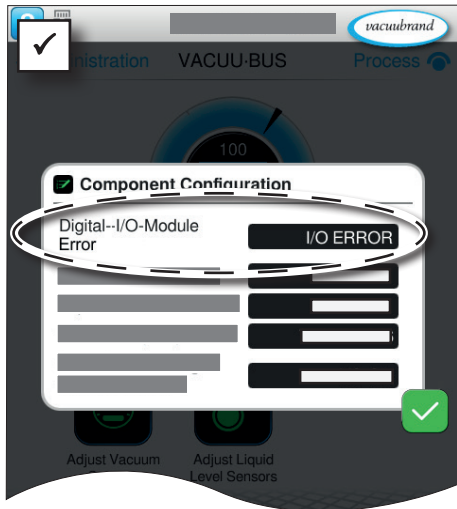 vacuubrand
nistration VACUU·BUS Process
100
Component Configuration
Digital--I/O-Module
Error
I/O ERROR
Adjust Vacuum
Adjust Liquid
Level Sensors